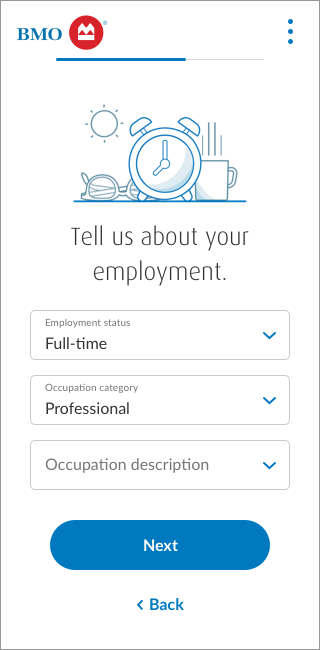 BMO
Tell us about your
employment.
Employment status
Full-time
Occupation category
Professional
Occupation description
Next
Back